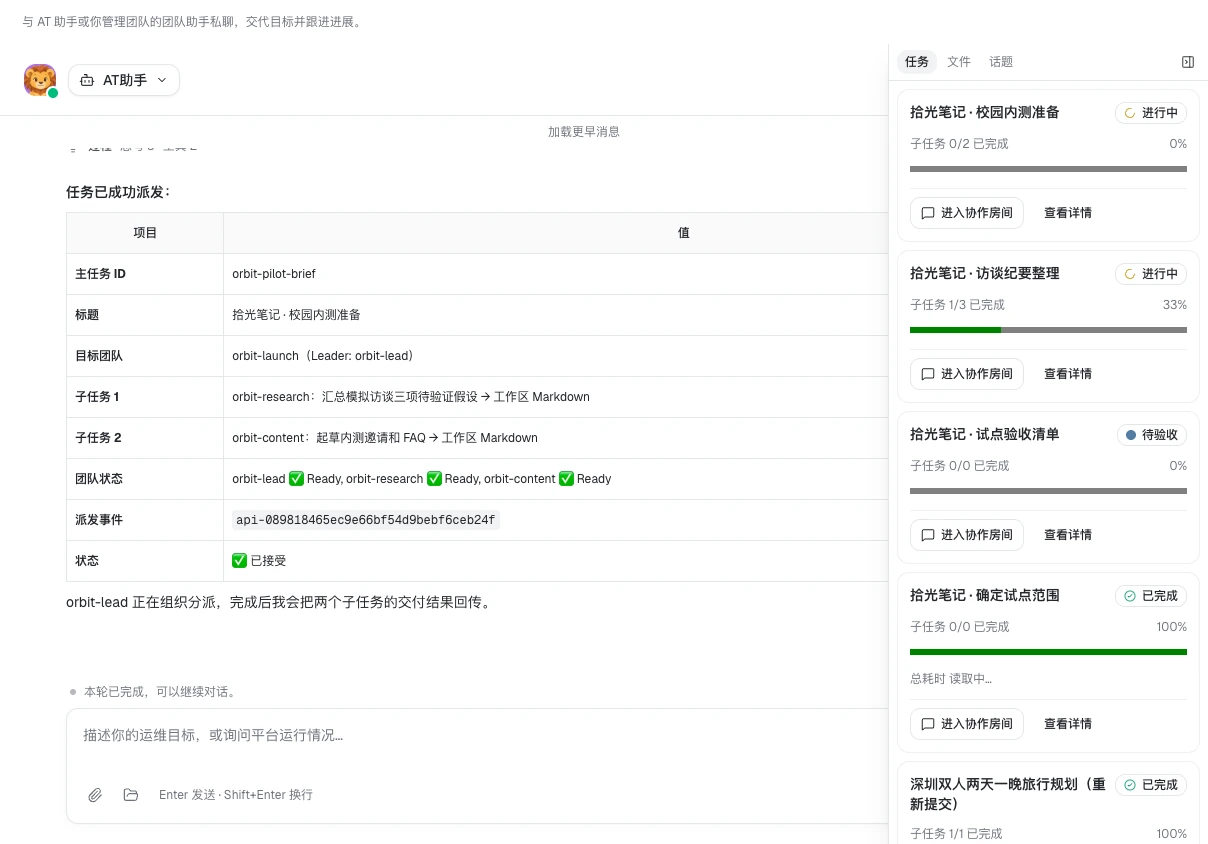 与 AT 助手或你管理团队的团队助手私聊，交代目标并跟进进展。
AT助手
加载更早消息
任务已成功派发：
项目 值
主任务 ID orbit-pilot-brief
标题 拾光笔记 · 校园内测准备
目标团队 orbit-launch（Leader: orbit-lead）
子任务 1 orbit-research：汇总模拟访谈三项待验证假设 → 工作区 Markdown
子任务 2 orbit-content：起草内测邀请和 FAQ → 工作区 Markdown
团队状态 orbit-lead ✅ Ready, orbit-research ✅ Ready, orbit-content ✅ Ready
派发事件 api-089818465ec9e66bf54d9bebf6ceb24f
状态 ✅ 已接受
orbit-lead 正在组织分派，完成后我会把两个子任务的交付结果回传。
本轮已完成，可以继续对话。
描述你的运维目标，或询问平台运行情况…
Enter 发送 · Shift+Enter 换行
任务 文件 话题
拾光笔记 · 校园内测准备 进行中
子任务 0/2 已完成 0%
进入协作房间 查看详情
拾光笔记 · 访谈纪要整理 进行中
子任务 1/3 已完成 33%
进入协作房间 查看详情
拾光笔记 · 试点验收清单 待验收
子任务 0/0 已完成 0%
进入协作房间 查看详情
拾光笔记 · 确定试点范围 已完成
子任务 0/0 已完成 100%
总耗时 读取中…
进入协作房间 查看详情
深圳双人两天一晚旅行规划（重 已完成
新提交）
子任务 1/1 已完成 100%